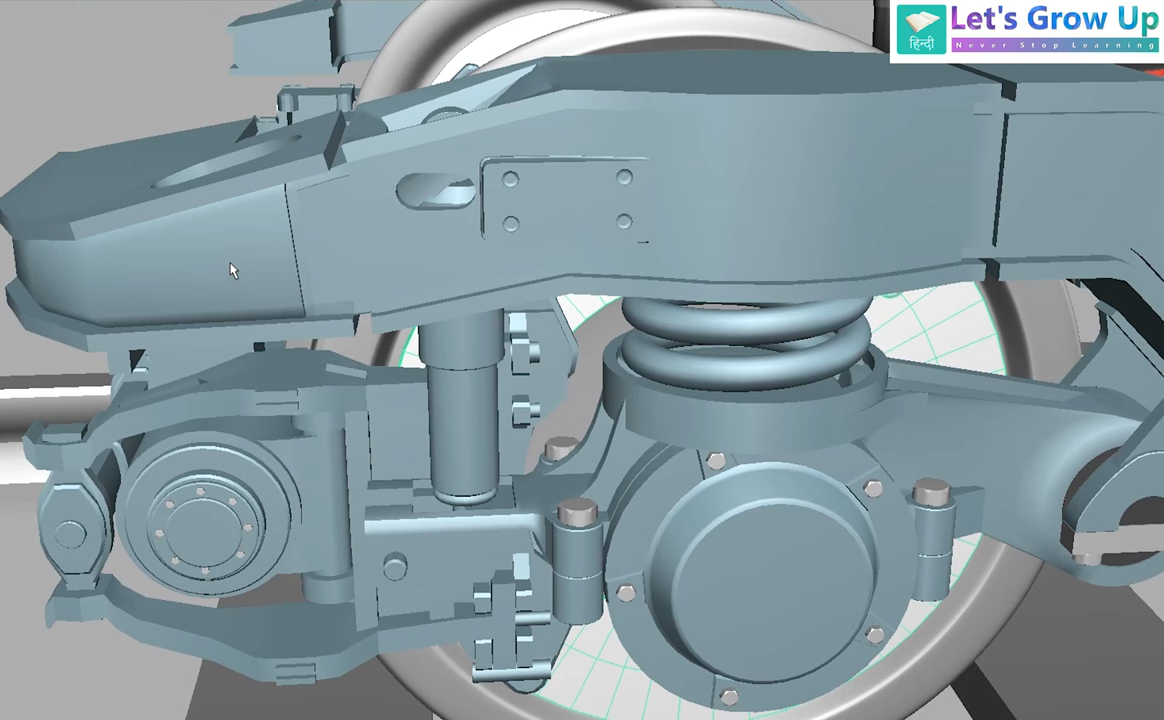 Let's Grow Up
हिन्दी
Never Stop Learning